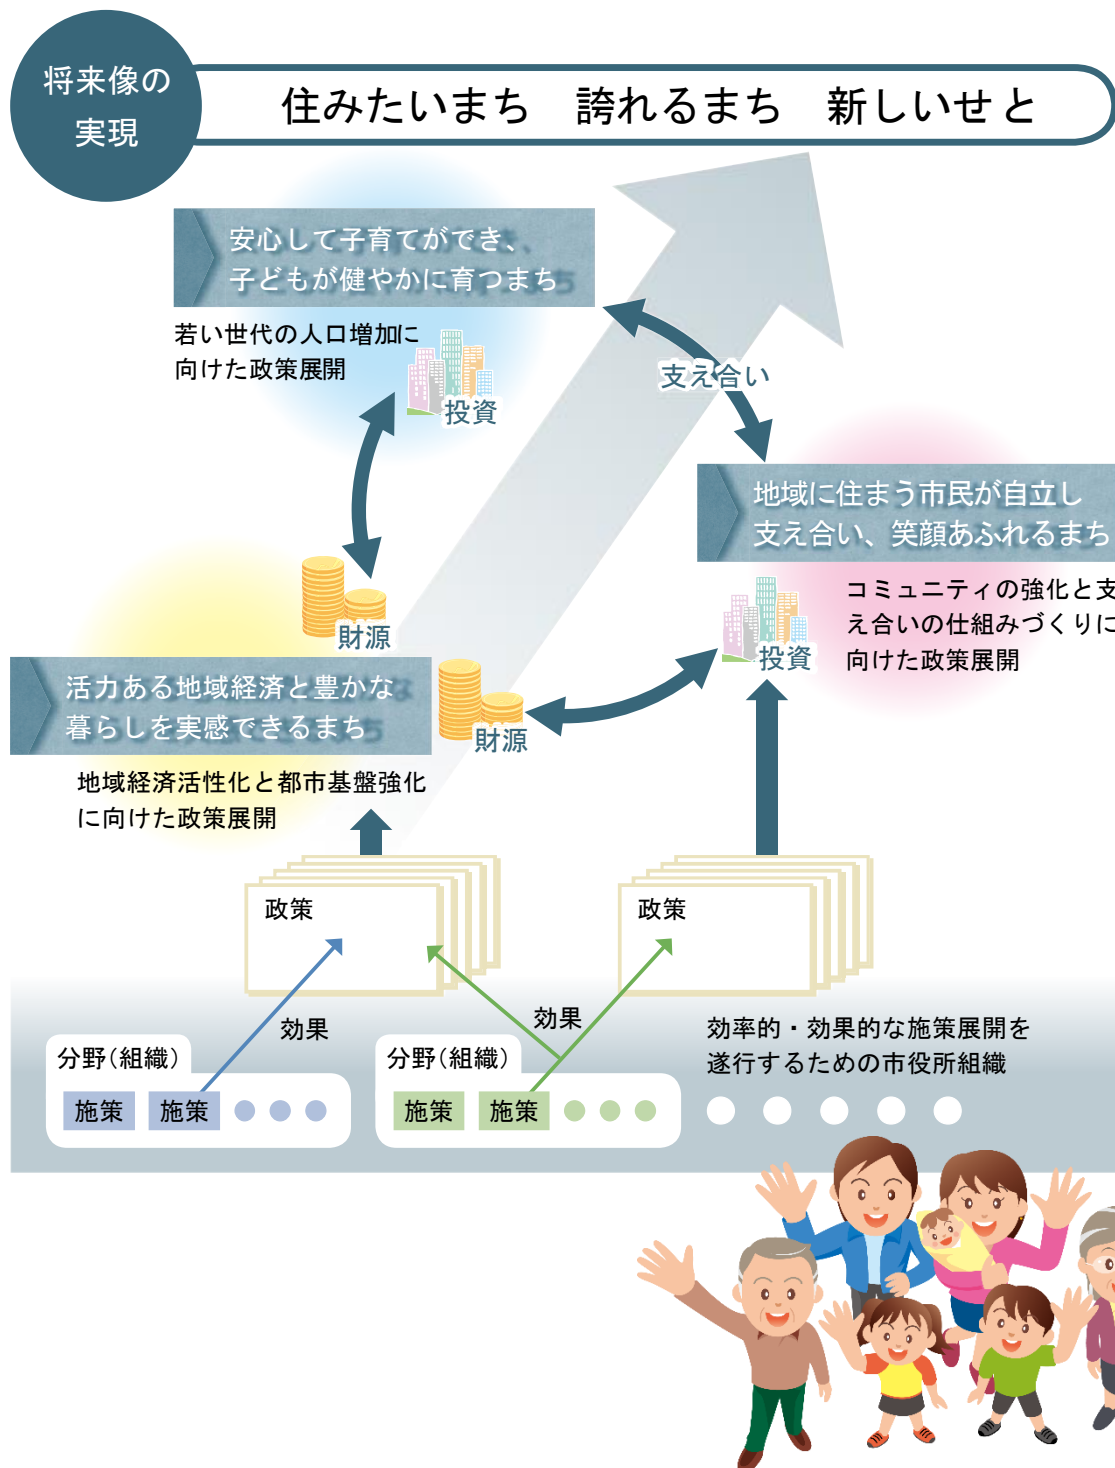 将来像の
実現
住みたいまち　誇れるまち　新しいせと
安心して子育てができ、
子どもが健やかに育つまち
若い世代の人口増加に
向けた政策展開
投資
支え合い
地域に住まう市民が自立し
支え合い、笑顔あふれるまち
コミュニティの強化と支
え合いの仕組みづくりに
向けた政策展開
投資
財源
活力ある地域経済と豊かな
暮らしを実感できるまち
財源
地域経済活性化と都市基盤強化
に向けた政策展開
政策
政策
効果
効果
分野（組織）
施策 施策
分野（組織）
施策 施策
効率的・効果的な施策展開を
遂行するための市役所組織